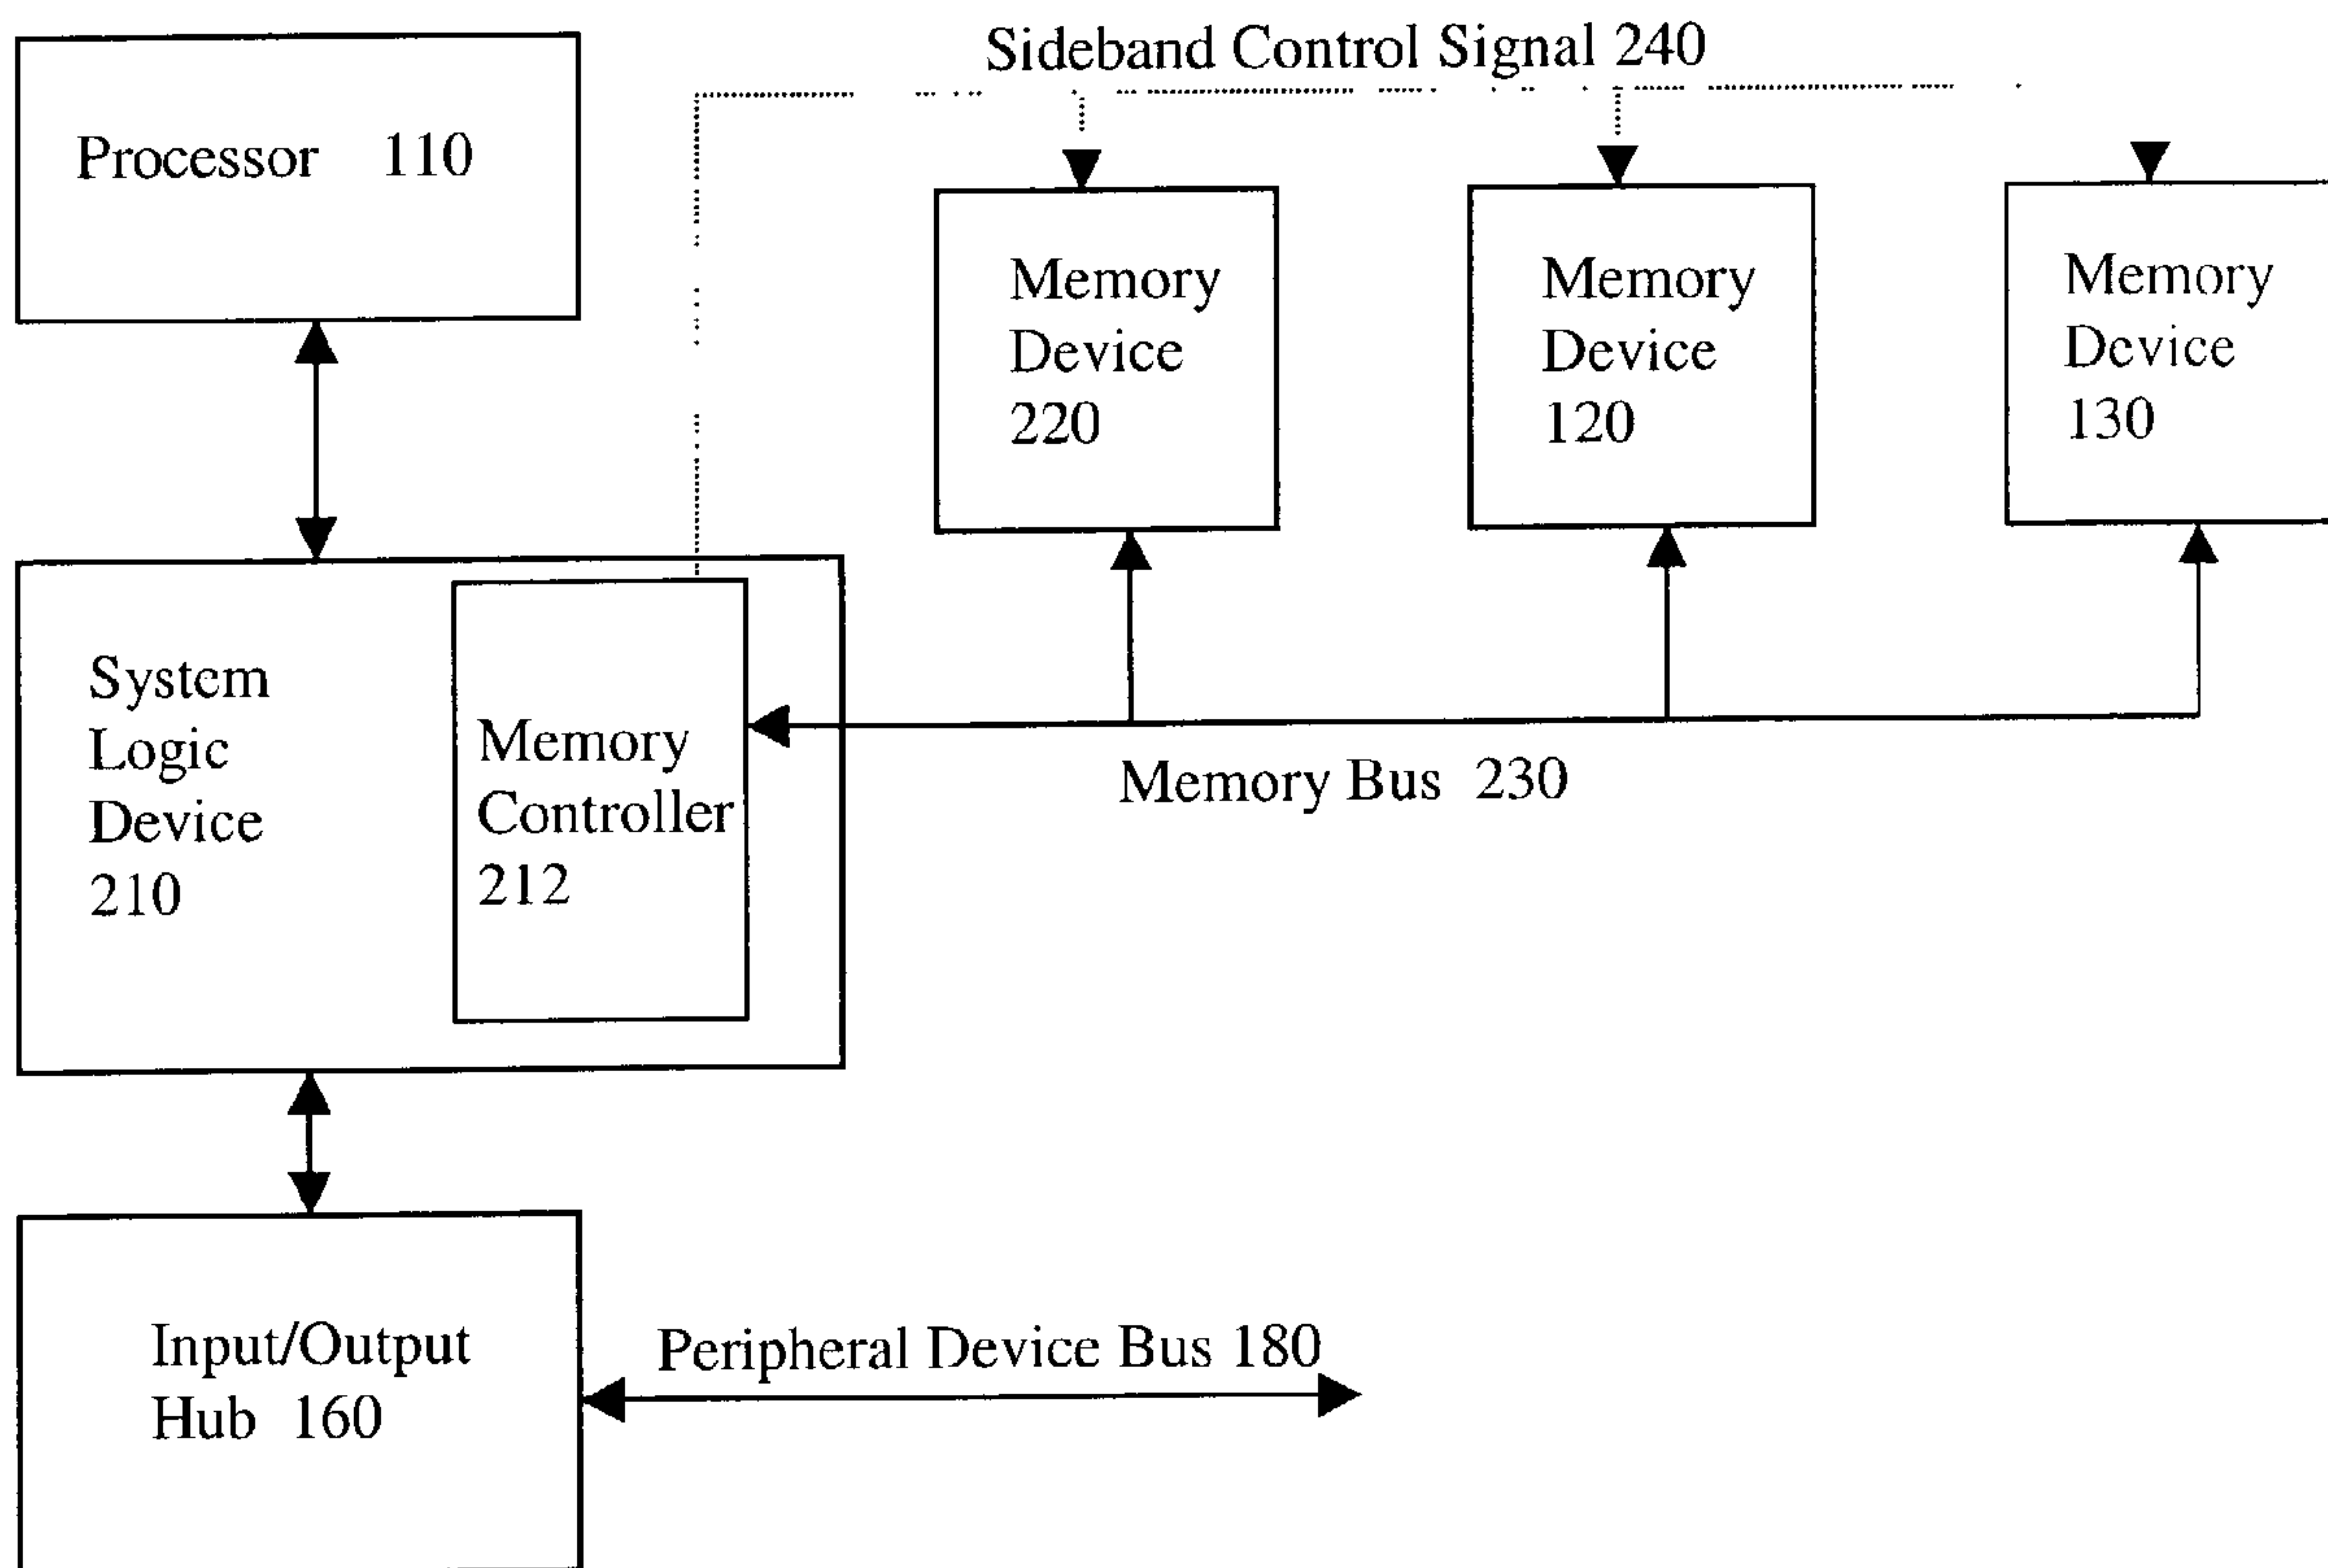 Sideband Control Signal 240
Processor 110
Memory
Device
220
Memory
Device
120
Memory
Device
130
System
Logic
Device
210
Memory
Controller
212
Memory Bus 230
Input/Output
Hub 160
Peripheral Device Bus 180